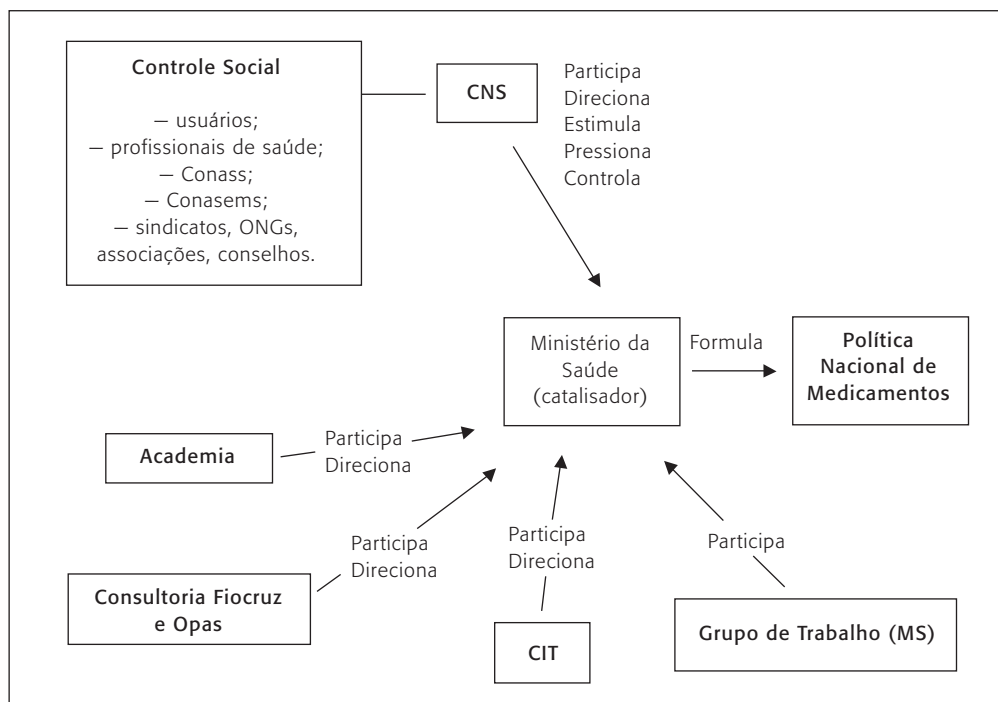 Controle Social
— usuários;
— profissionais de saúde;
— Conass;
— Conasems;
— sindicatos, ONGs,
associações, conselhos.
CNS
Participa
Direciona
Estimula
Pressiona
Controla
Ministério da
Saúde
(catalisador)
Formula
Política
Nacional de
Medicamentos
Academia
Participa
Direciona
Consultoria Fiocruz
e Opas
Participa
Direciona
CIT
Participa
Direciona
Grupo de Trabalho (MS)
Participa